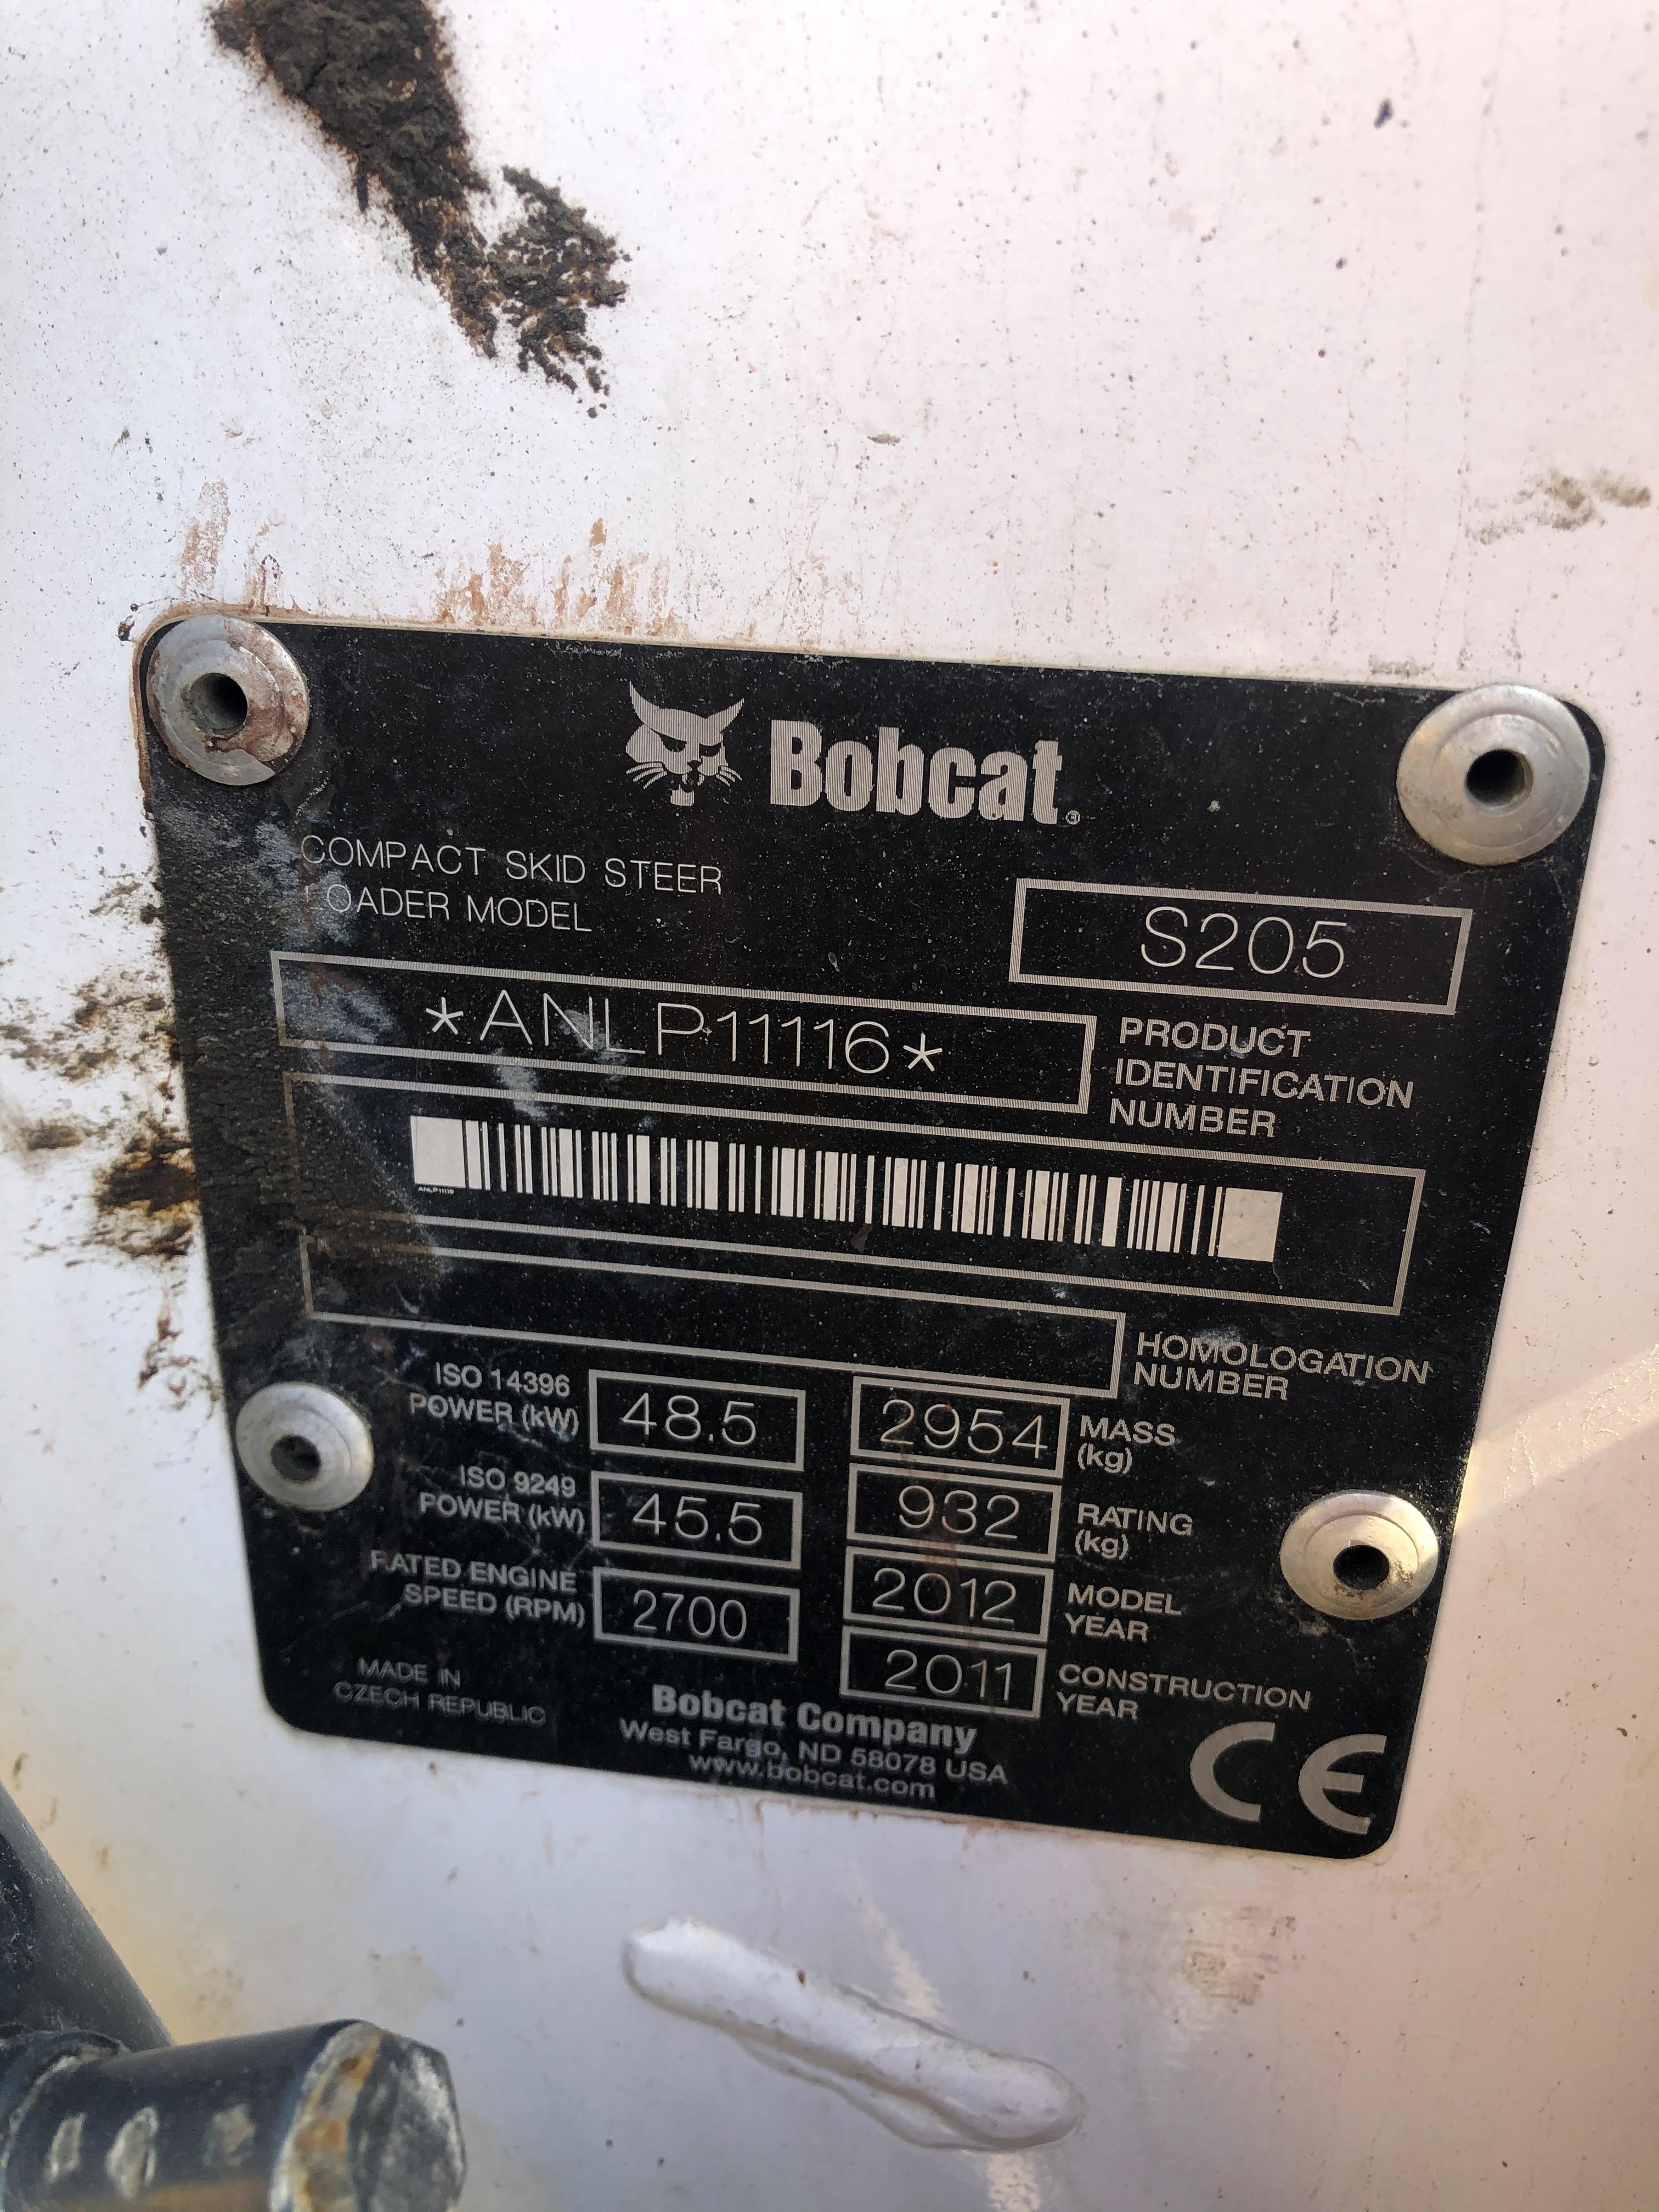 Bobcat®
COMPACT SKID STEER
LOADER MODEL
S205
*ANLP11116*
PRODUCT
IDENTIFICATION
NUMBER
HOMOLOGATION
NUMBER
ISO 14396
POWER (kW)
48.5
2954
MASS
(kg)
ISO 9249
POWER (kW)
45.5
932
RATING
(kg)
RATED ENGINE
SPEED (RPM)
2700
2012
MODEL
YEAR
2011
CONSTRUCTION
YEAR
MADE IN
CZECH REPUBLIC
Bobcat Company
West Fargo, ND 58078 USA
www.bobcat.com
CE